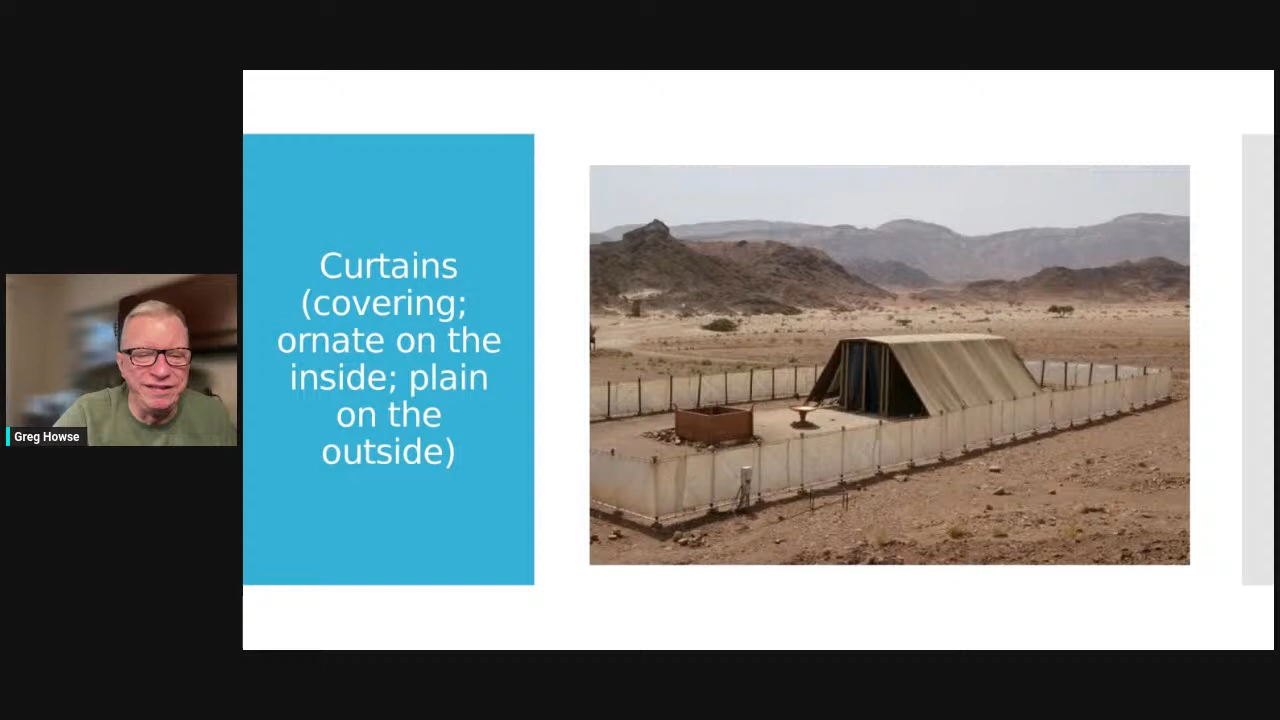 Curtains
(covering;
ornate on the
inside; plain
on the
outside)
Greg Howse